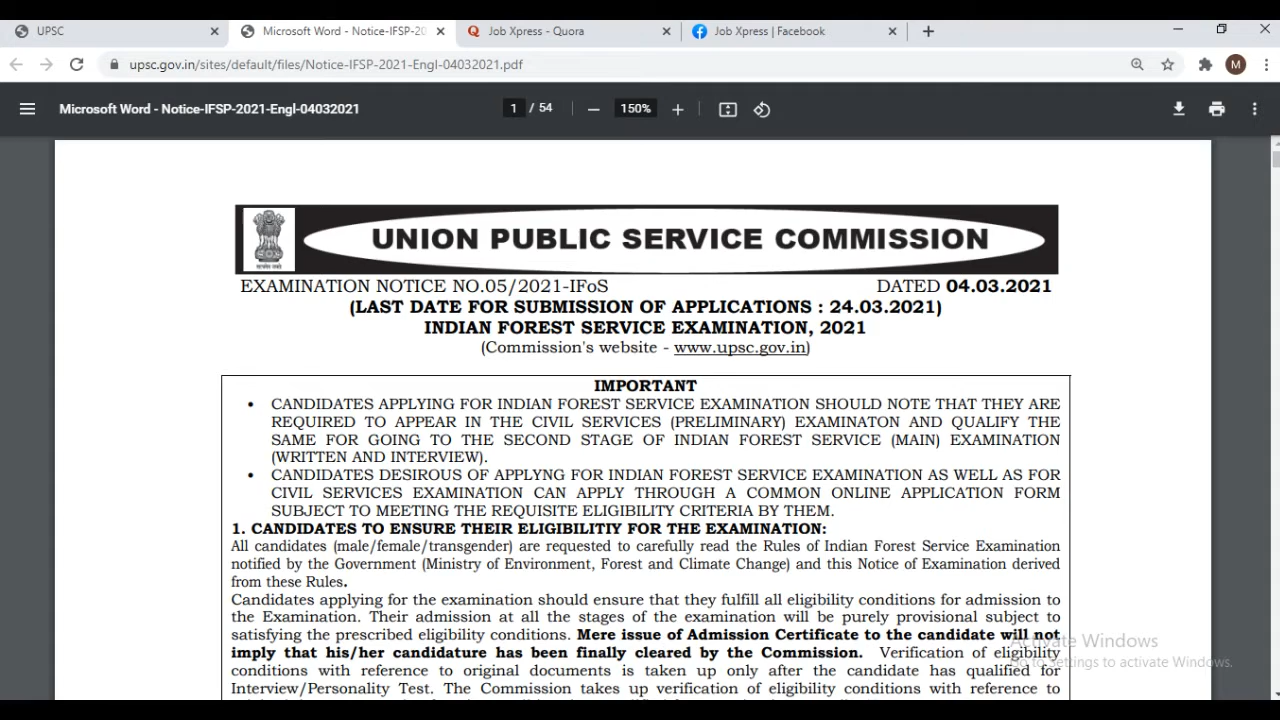 UPSC
Microsoft Word - Notice-IFSP-20
Job Xpress - Quora
Job Xpress | Facebook
upsc.gov.in/sites/default/files/Notice-IFSP-2021-Engl-04032021.pdf
M
Microsoft Word - Notice-IFSP-2021-Engl-04032021
1 / 54
150%
UNION PUBLIC SERVICE COMMISSION
सत्यमेव जयते
EXAMINATION NOTICE NO.05/2021-IFoS DATED 04.03.2021
(LAST DATE FOR SUBMISSION OF APPLICATIONS : 24.03.2021)
INDIAN FOREST SERVICE EXAMINATION, 2021
(Commission's website - www.upsc.gov.in)
IMPORTANT
• CANDIDATES APPLYING FOR INDIAN FOREST SERVICE EXAMINATION SHOULD NOTE THAT THEY ARE
REQUIRED TO APPEAR IN THE CIVIL SERVICES (PRELIMINARY) EXAMINATON AND QUALIFY THE
SAME FOR GOING TO THE SECOND STAGE OF INDIAN FOREST SERVICE (MAIN) EXAMINATION
(WRITTEN AND INTERVIEW).
• CANDIDATES DESIROUS OF APPLYNG FOR INDIAN FOREST SERVICE EXAMINATION AS WELL AS FOR
CIVIL SERVICES EXAMINATION CAN APPLY THROUGH A COMMON ONLINE APPLICATION FORM
SUBJECT TO MEETING THE REQUISITE ELIGIBILITY CRITERIA BY THEM.
1. CANDIDATES TO ENSURE THEIR ELIGIBILITIY FOR THE EXAMINATION:
All candidates (male/female/transgender) are requested to carefully read the Rules of Indian Forest Service Examination
notified by the Government (Ministry of Environment, Forest and Climate Change) and this Notice of Examination derived
from these Rules.
Candidates applying for the examination should ensure that they fulfill all eligibility conditions for admission to
the Examination. Their admission at all the stages of the examination will be purely provisional subject to
satisfying the prescribed eligibility conditions. Mere issue of Admission Certificate to the candidate will not
imply that his/her candidature has been finally cleared by the Commission. Verification of eligibility
conditions with reference to original documents is taken up only after the candidate has qualified for
Interview/Personality Test. The Commission takes up verification of eligibility conditions with reference to
Activate Windows
Go to Settings to activate Windows.